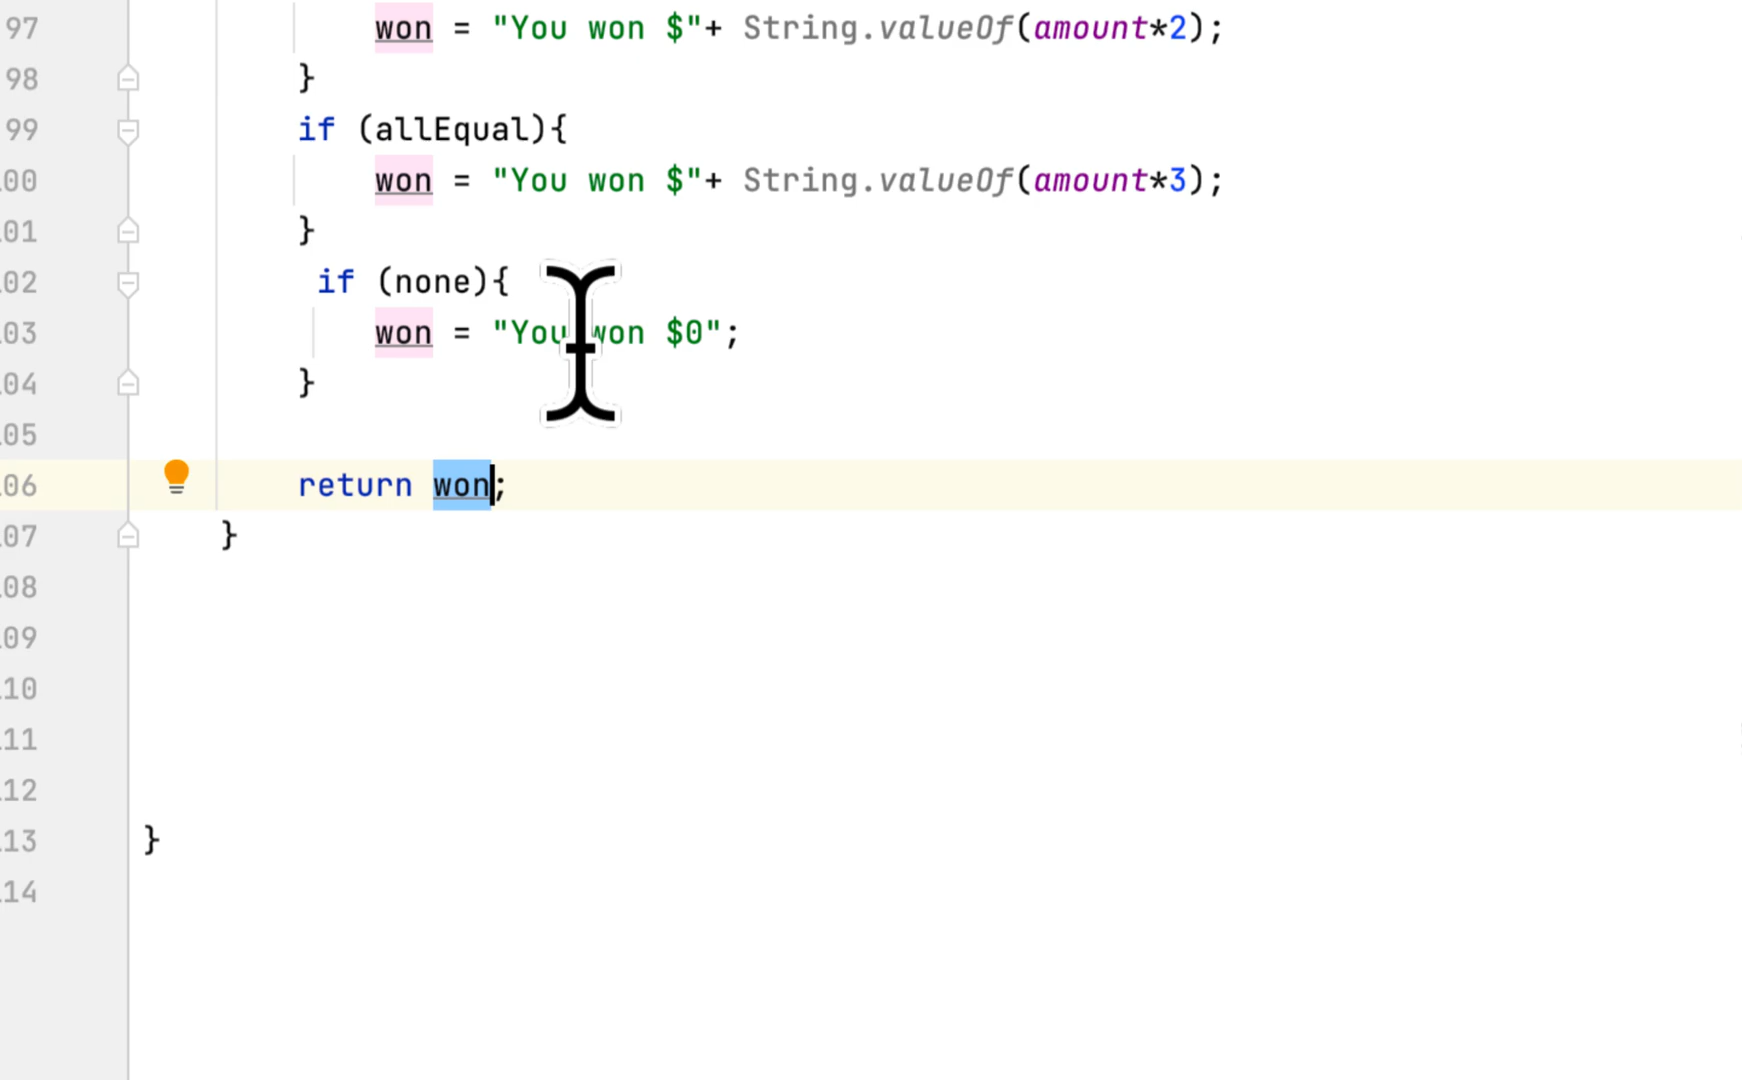 97 won = "You won $"+ String.valueOf(amount*2);
98 }
99 if (allEqual){
00 won = "You won $"+ String.valueOf(amount*3);
01 }
02 if (none){
03 won = "You won $0";
04 }
05
06 return won;
07 }
08
09
10
11
12
13 }
14